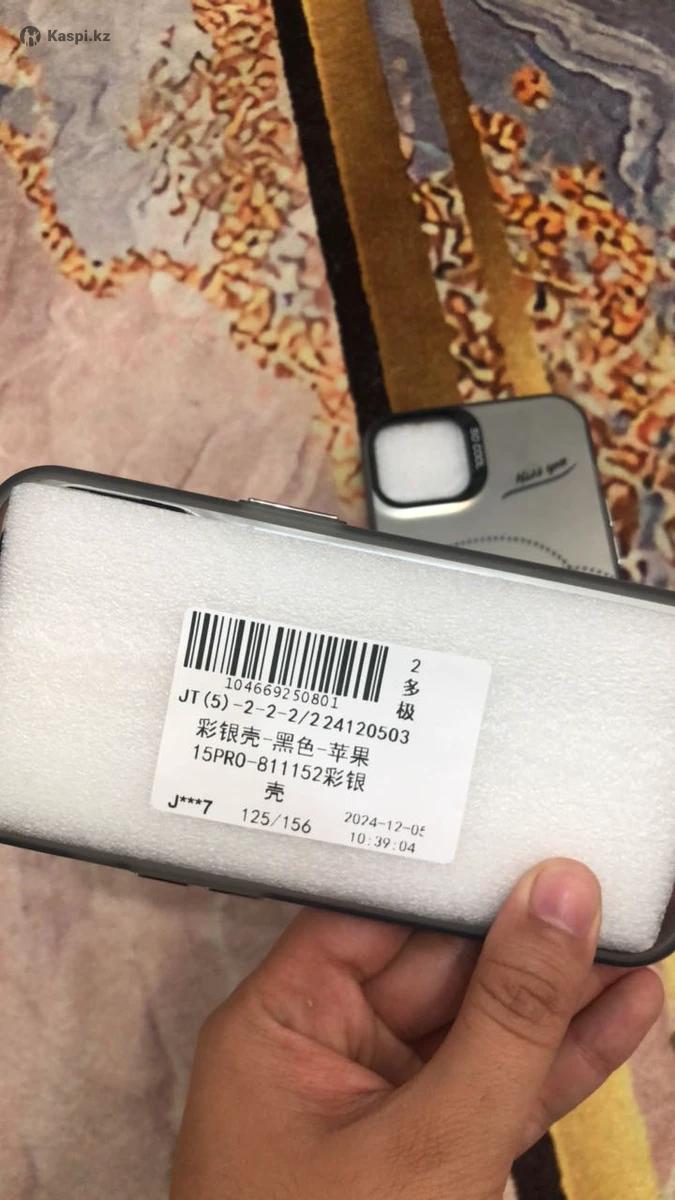 Kaspi.kz
SO COOL
Miss you
104669250801
2
多
极
JT(5)-2-2-2/224120503
彩银壳-黑色-苹果
15PRO-811152彩银
壳
J***7
125/156
2024-12-05
10:39:04